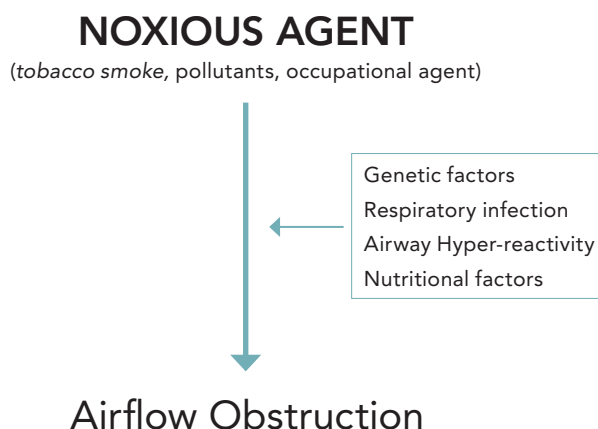 NOXIOUS AGENT
(tobacco smoke, pollutants, occupational agent)
Genetic factors
Respiratory infection
Airway Hyper-reactivity
Nutritional factors
Airflow Obstruction